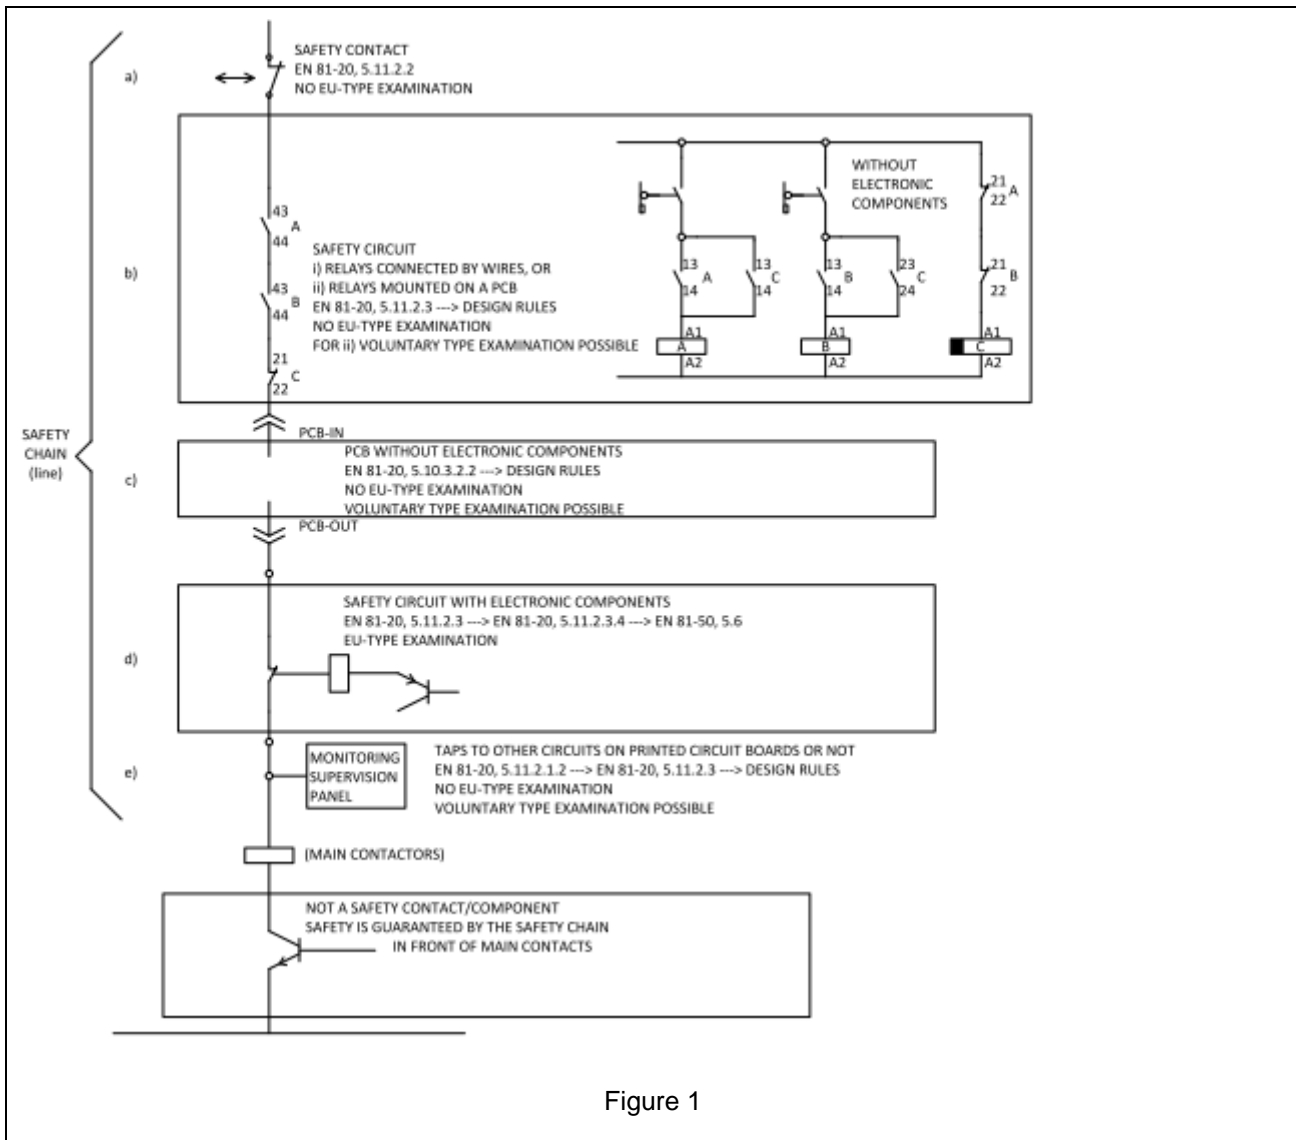 a)
SAFETY CONTACT
EN 81-20, 5.11.2.2
NO EU-TYPE EXAMINATION
WITHOUT
ELECTRONIC
COMPONENTS
21
A
22
43
A
44
SAFETY CIRCUIT
i) RELAYS CONNECTED BY WIRES, OR
ii) RELAYS MOUNTED ON A PCB
EN 81-20, 5.11.2.3 ---> DESIGN RULES
NO EU-TYPE EXAMINATION
FOR ii) VOLUNTARY TYPE EXAMINATION POSSIBLE
b)
43
B
44
21
C
22
13
A
14
13
C
14
13
B
14
23
C
24
21
B
22
A1
A
A2
A1
B
A2
A1
C
A2
SAFETY
CHAIN
(line)
PCB-IN
c)
PCB WITHOUT ELECTRONIC COMPONENTS
EN 81-20, 5.10.3.2.2 ---> DESIGN RULES
NO EU-TYPE EXAMINATION
VOLUNTARY TYPE EXAMINATION POSSIBLE
PCB-OUT
SAFETY CIRCUIT WITH ELECTRONIC COMPONENTS
EN 81-20, 5.11.2.3 ---> EN 81-20, 5.11.2.3.4 ---> EN 81-50, 5.6
EU-TYPE EXAMINATION
d)
MONITORING
SUPERVISION
PANEL
e)
TAPS TO OTHER CIRCUITS ON PRINTED CIRCUIT BOARDS OR NOT
EN 81-20, 5.11.2.1.2 ---> EN 81-20, 5.11.2.3 ---> DESIGN RULES
NO EU-TYPE EXAMINATION
VOLUNTARY TYPE EXAMINATION POSSIBLE
(MAIN CONTACTORS)
NOT A SAFETY CONTACT/COMPONENT
SAFETY IS GUARANTEED BY THE SAFETY CHAIN
IN FRONT OF MAIN CONTACTS
Figure 1